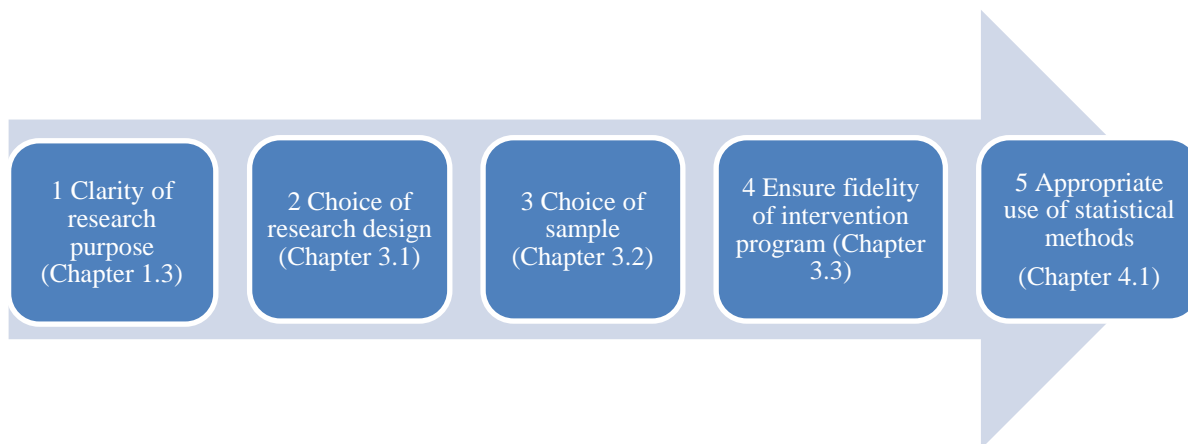 1 Clarity of
research
purpose
(Chapter 1.3)
2 Choice of
research design
(Chapter 3.1)
3 Choice of
sample
(Chapter 3.2)
4 Ensure fidelity
of intervention
program (Chapter
3.3)
5 Appropriate
use of statistical
methods
(Chapter 4.1)